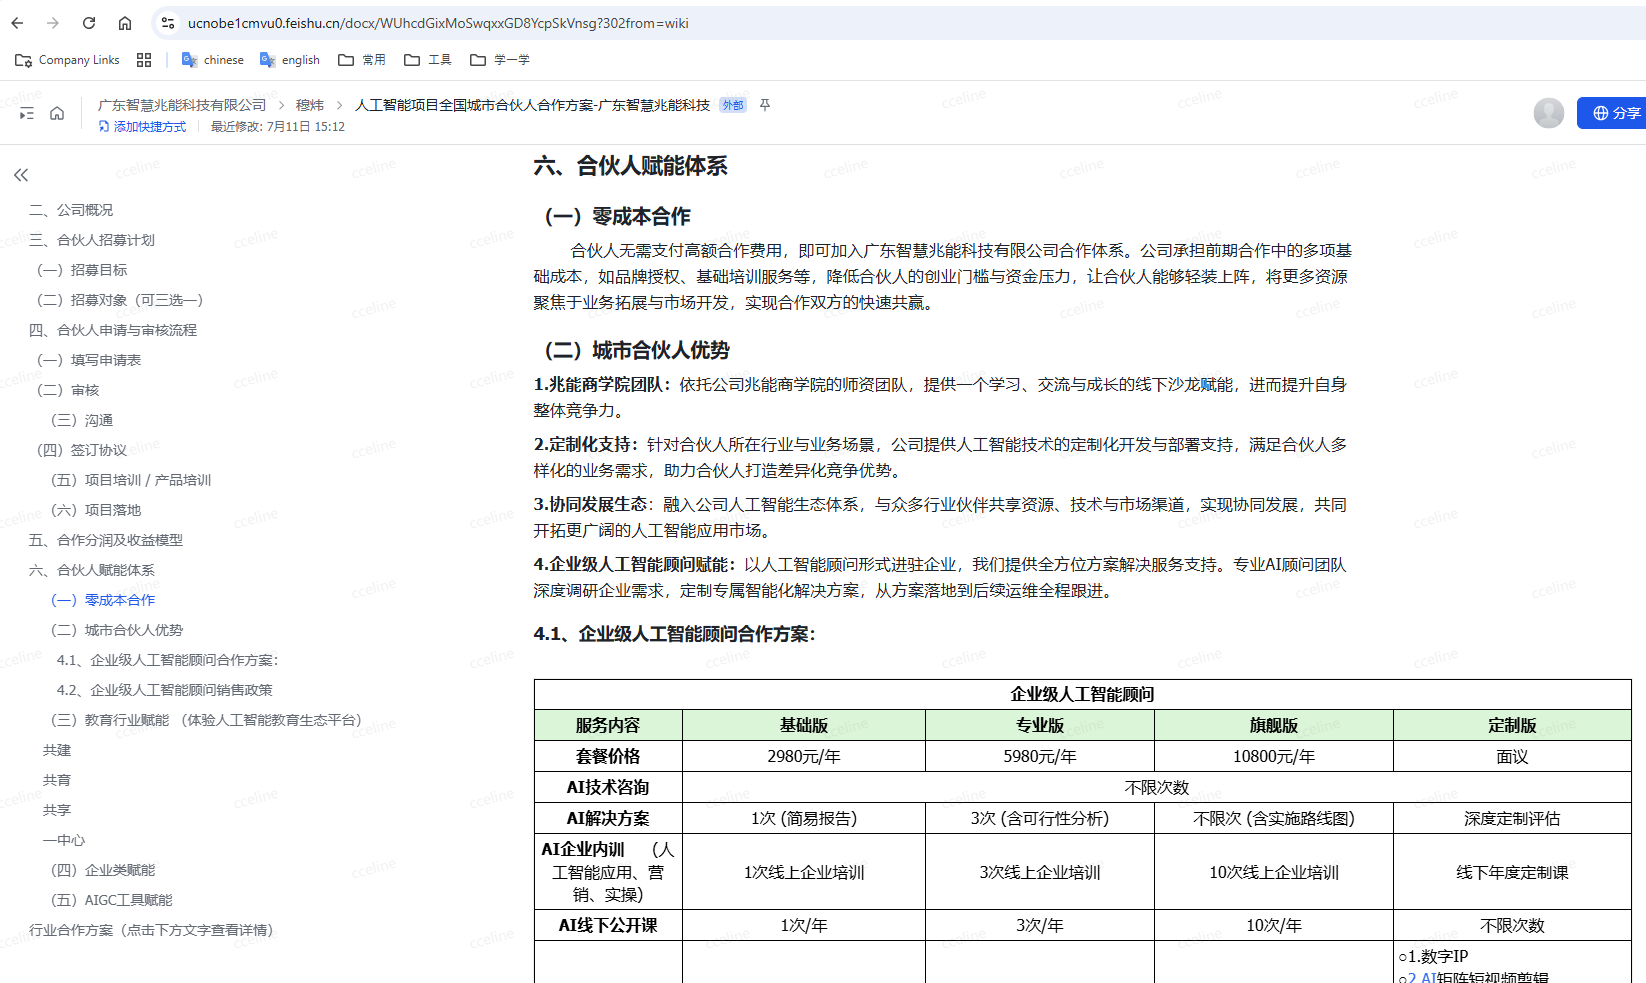 ucnobe1cmvu0.feishu.cn/docx/WUhcdGixMoSwqxxGD8YcpSkVnsg?302from=wiki
Company Links chinese english 常用 工具 学一学
广东智慧兆能科技有限公司 > 穆炜 > 人工智能项目全国城市合伙人合作方案-广东智慧兆能科技 外部
添加快捷方式 最近修改: 7月11日 15:12
分享
二、公司概况
三、合伙人招募计划
（一）招募目标
（二）招募对象（可三选一）
四、合伙人申请与审核流程
（一）填写申请表
（二）审核
（三）沟通
（四）签订协议
（五）项目培训 / 产品培训
（六）项目落地
五、合作分润及收益模型
六、合伙人赋能体系
（一）零成本合作
（二）城市合伙人优势
4.1、企业级人工智能顾问合作方案：
4.2、企业级人工智能顾问销售政策
（三）教育行业赋能 （体验人工智能教育生态平台）
共建
共育
共享
一中心
（四）企业类赋能
（五）AIGC工具赋能
行业合作方案（点击下方文字查看详情）
六、合伙人赋能体系
（一）零成本合作
合伙人无需支付高额合作费用，即可加入广东智慧兆能科技有限公司合作体系。公司承担前期合作中的多项基
础成本，如品牌授权、基础培训服务等，降低合伙人的创业门槛与资金压力，让合伙人能够轻装上阵，将更多资源
聚焦于业务拓展与市场开发，实现合作双方的快速共赢。
（二）城市合伙人优势
1.兆能商学院团队：依托公司兆能商学院的师资团队，提供一个学习、交流与成长的线下沙龙赋能，进而提升自身
整体竞争力。
2.定制化支持：针对合伙人所在行业与业务场景，公司提供人工智能技术的定制化开发与部署支持，满足合伙人多
样化的业务需求，助力合伙人打造差异化竞争优势。
3.协同发展生态：融入公司人工智能生态体系，与众多行业伙伴共享资源、技术与市场渠道，实现协同发展，共同
开拓更广阔的人工智能应用市场。
4.企业级人工智能顾问赋能：以人工智能顾问形式进驻企业，我们提供全方位方案解决服务支持。专业AI顾问团队
深度调研企业需求，定制专属智能化解决方案，从方案落地到后续运维全程跟进。
4.1、企业级人工智能顾问合作方案：
企业级人工智能顾问
服务内容 基础版 专业版 旗舰版 定制版
套餐价格 2980元/年 5980元/年 10800元/年 面议
AI技术咨询 不限次数
AI解决方案 1次 (简易报告) 3次 (含可行性分析) 不限次 (含实施路线图) 深度定制评估
AI企业内训 （人
工智能应用、营
销、实操）
1次线上企业培训 3次线上企业培训 10次线上企业培训 线下年度定制课
AI线下公开课 1次/年 3次/年 10次/年 不限次数
○1.数字IP
○2.AI矩阵短视频剪辑
cceline